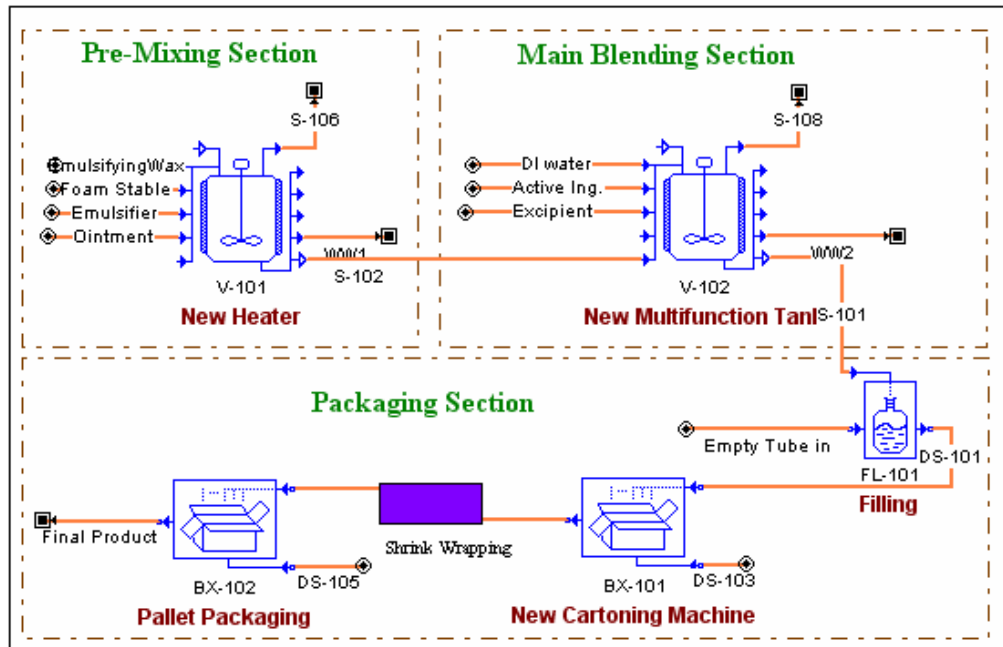 Pre-Mixing Section
S-106
EmulsifyingWax
Foam Stable
Emulsifier
Ointment
WW1
S-102
V-101
New Heater
Main Blending Section
S-108
DI water
Active Ing.
Excipient
WW2
V-102
S-101
New Multifunction Tanl
Packaging Section
Empty Tube in
DS-101
FL-101
Filling
Final Product
Shrink Wrapping
BX-102
DS-105
BX-101
DS-103
Pallet Packaging
New Cartoning Machine